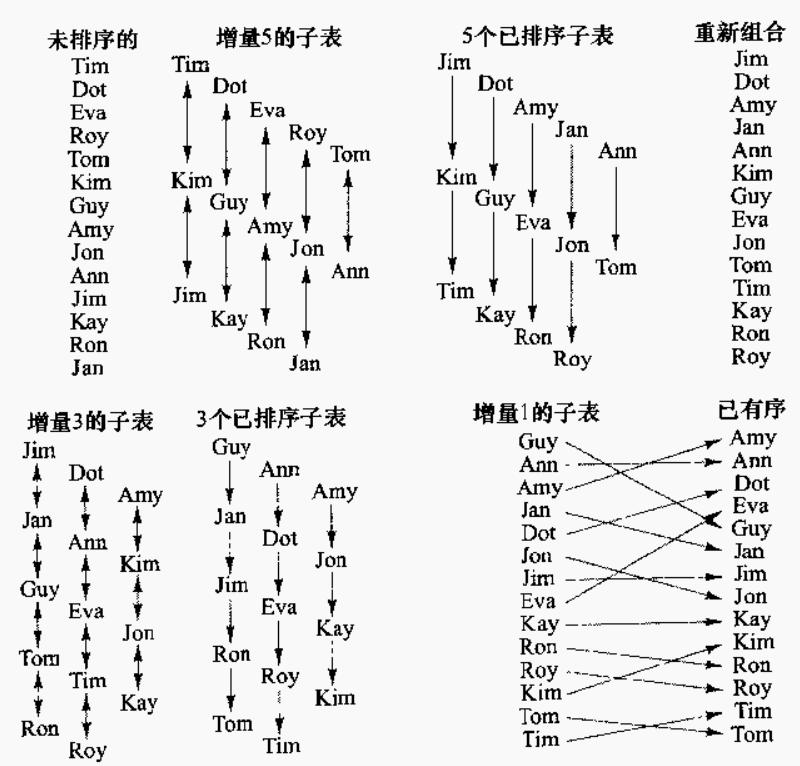 未排序的
Tim
Dot
Eva
Roy
Tom
Kim
Guy
Amy
Jon
Ann
Jim
Kay
Ron
Jan
增量5的子表
Tim
Dot
Eva
Roy
Tom
Kim
Guy
Amy
Jon
Ann
Jim
Kay
Ron
Jan
5个已排序子表
Jim
Dot
Amy
Jan
Ann
Kim
Guy
Eva
Jon
Tom
Tim
Kay
Ron
Roy
重新组合
Jim
Dot
Amy
Jan
Ann
Kim
Guy
Eva
Jon
Tom
Tim
Kay
Ron
Roy
增量3的子表
Jim
Dot
Amy
Jan
Ann
Kim
Guy
Eva
Jon
Tom
Tim
Kay
Ron
Roy
3个已排序子表
Guy
Ann
Amy
Jan
Dot
Jon
Jim
Eva
Kay
Ron
Roy
Kim
Tom
Tim
增量1的子表
Guy
Ann
Amy
Jan
Dot
Jon
Jim
Eva
Kay
Ron
Roy
Kim
Tom
Tim
已有序
Amy
Ann
Dot
Eva
Guy
Jan
Jim
Jon
Kay
Kim
Ron
Roy
Tim
Tom